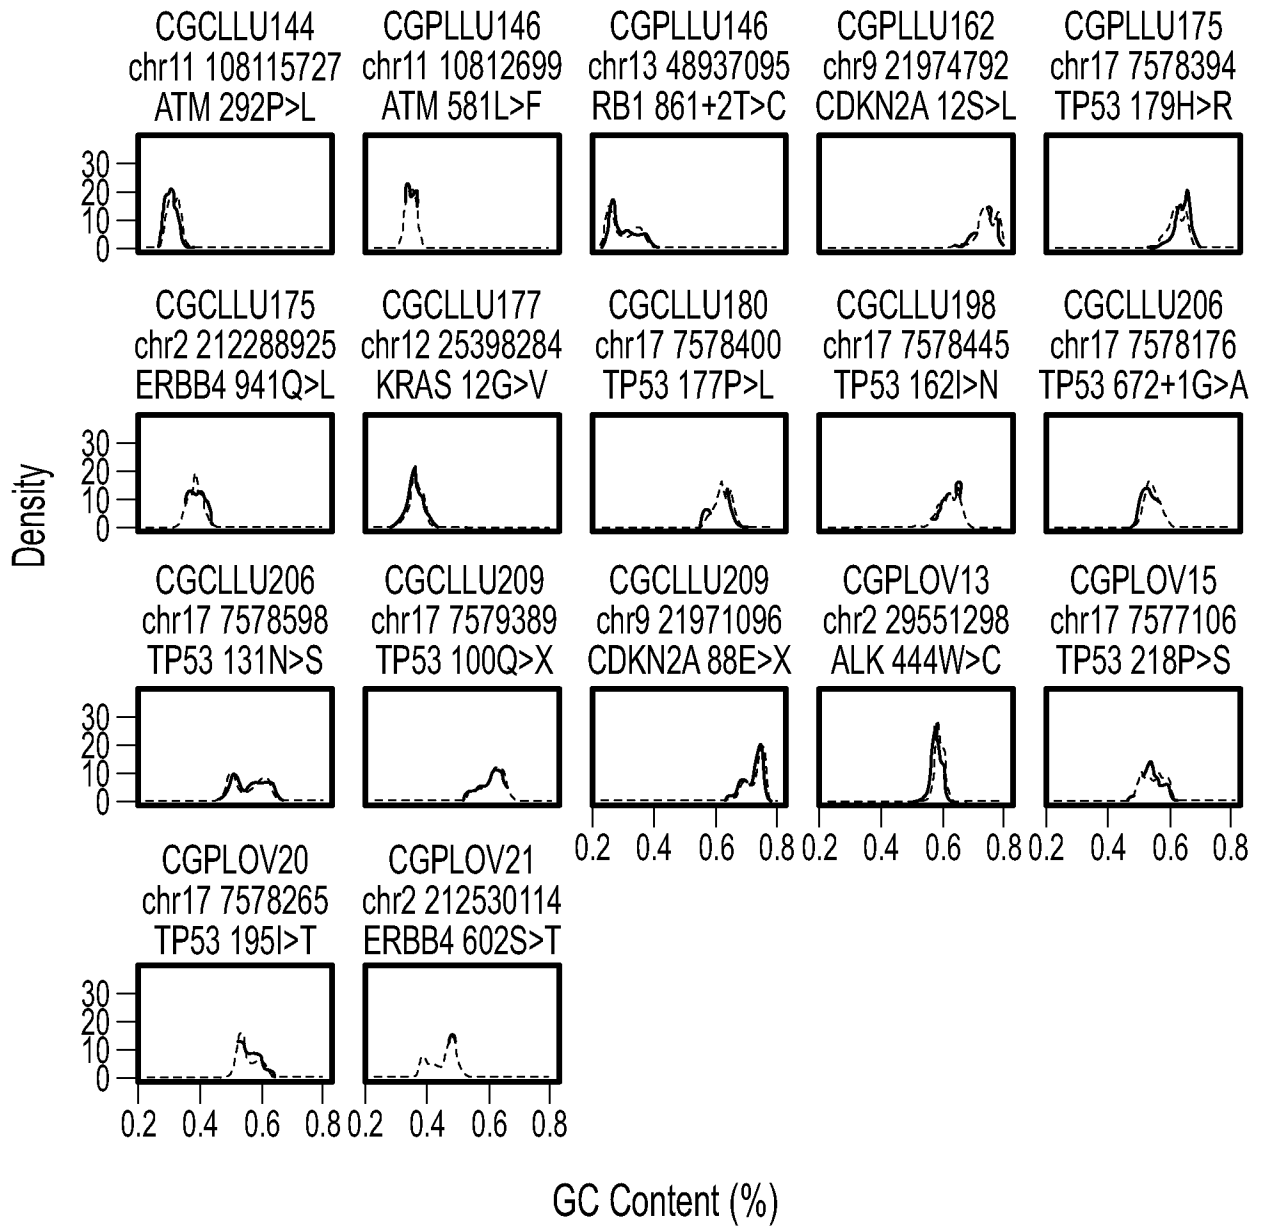 CGCLLU144
chr11 108115727
ATM 292P>L
CGPLLU146
chr11 10812699
ATM 581L>F
CGPLLU146
chr13 48937095
RB1 861+2T>C
CGPLLU162
chr9 21974792
CDKN2A 12S>L
CGPLLU175
chr17 7578394
TP53 179H>R
30
20
10
0
CGCLLU175
chr2 212288925
ERBB4 941Q>L
CGCLLU177
chr12 25398284
KRAS 12G>V
CGCLLU180
chr17 7578400
TP53 177P>L
CGCLLU198
chr17 7578445
TP53 162I>N
CGCLLU206
chr17 7578176
TP53 672+1G>A
30
20
10
0
Density
CGCLLU206
chr17 7578598
TP53 131N>S
CGCLLU209
chr17 7579389
TP53 100Q>X
CGCLLU209
chr9 21971096
CDKN2A 88E>X
CGPLOV13
chr2 29551298
ALK 444W>C
CGPLOV15
chr17 7577106
TP53 218P>S
30
20
10
0
0.2 0.4 0.6 0.8
0.2 0.4 0.6 0.8
0.2 0.4 0.6 0.8
CGPLOV20
chr17 7578265
TP53 195I>T
CGPLOV21
chr2 212530114
ERBB4 602S>T
30
20
10
0
0.2 0.4 0.6 0.8
0.2 0.4 0.6 0.8
GC Content (%)